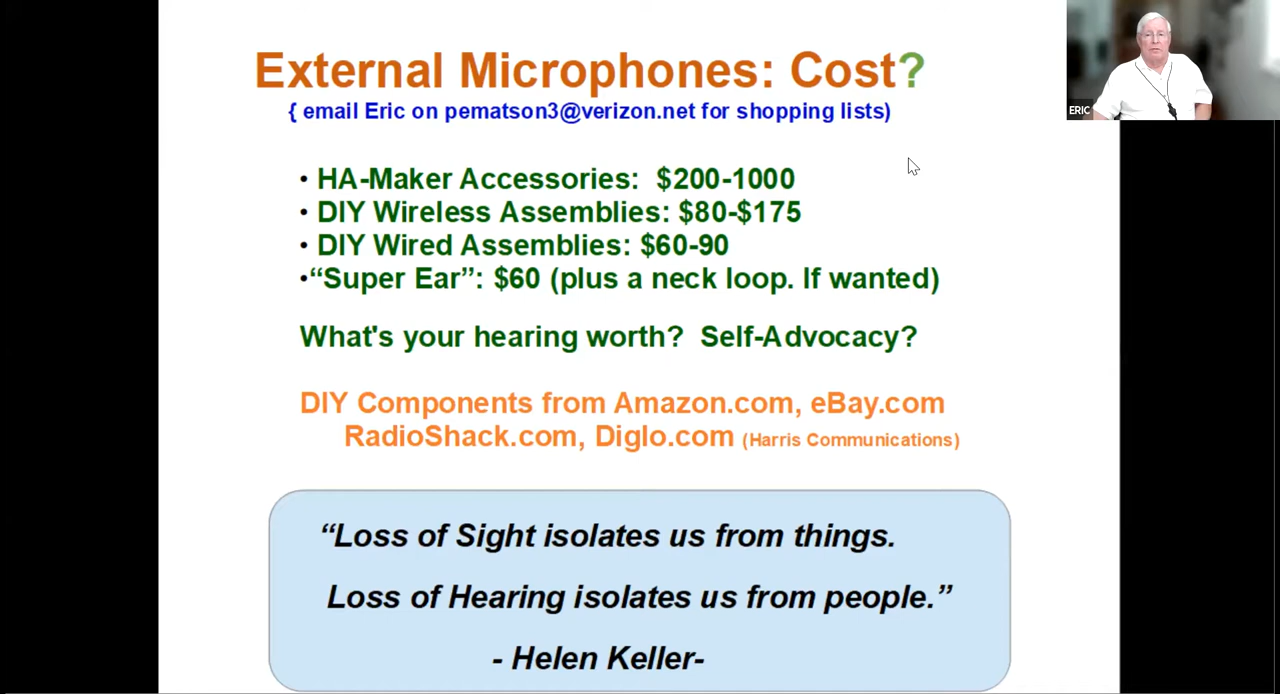 External Microphones: Cost?
{ email Eric on pematson3@verizon.net for shopping lists)
• HA-Maker Accessories:  $200-1000
• DIY Wireless Assemblies: $80-$175
• DIY Wired Assemblies: $60-90
•“Super Ear”: $60 (plus a neck loop. If wanted)
What's your hearing worth?  Self-Advocacy?
DIY Components from Amazon.com, eBay.com
RadioShack.com, Diglo.com (Harris Communications)
“Loss of Sight isolates us from things.
Loss of Hearing isolates us from people.”
- Helen Keller-
ERIC